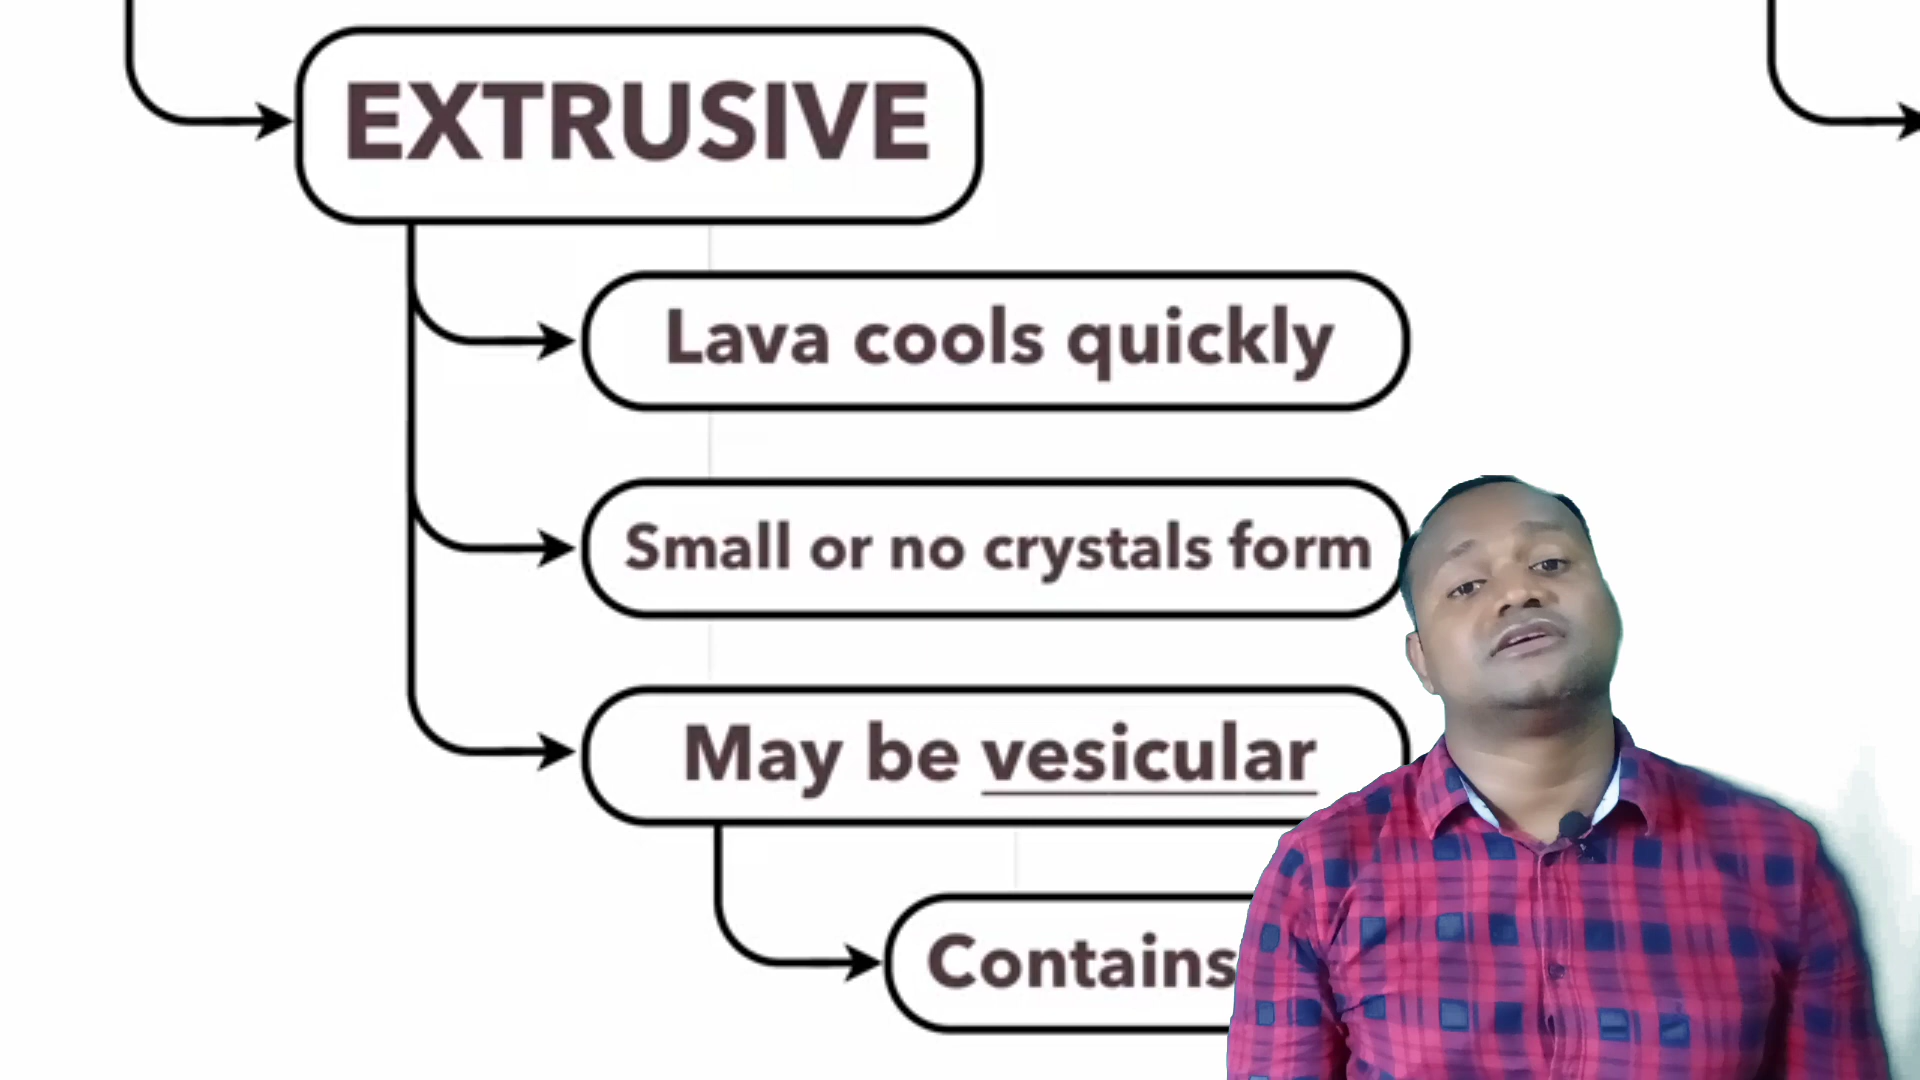 EXTRUSIVE
Lava cools quickly
Small or no crystals form
May be vesicular
Contains